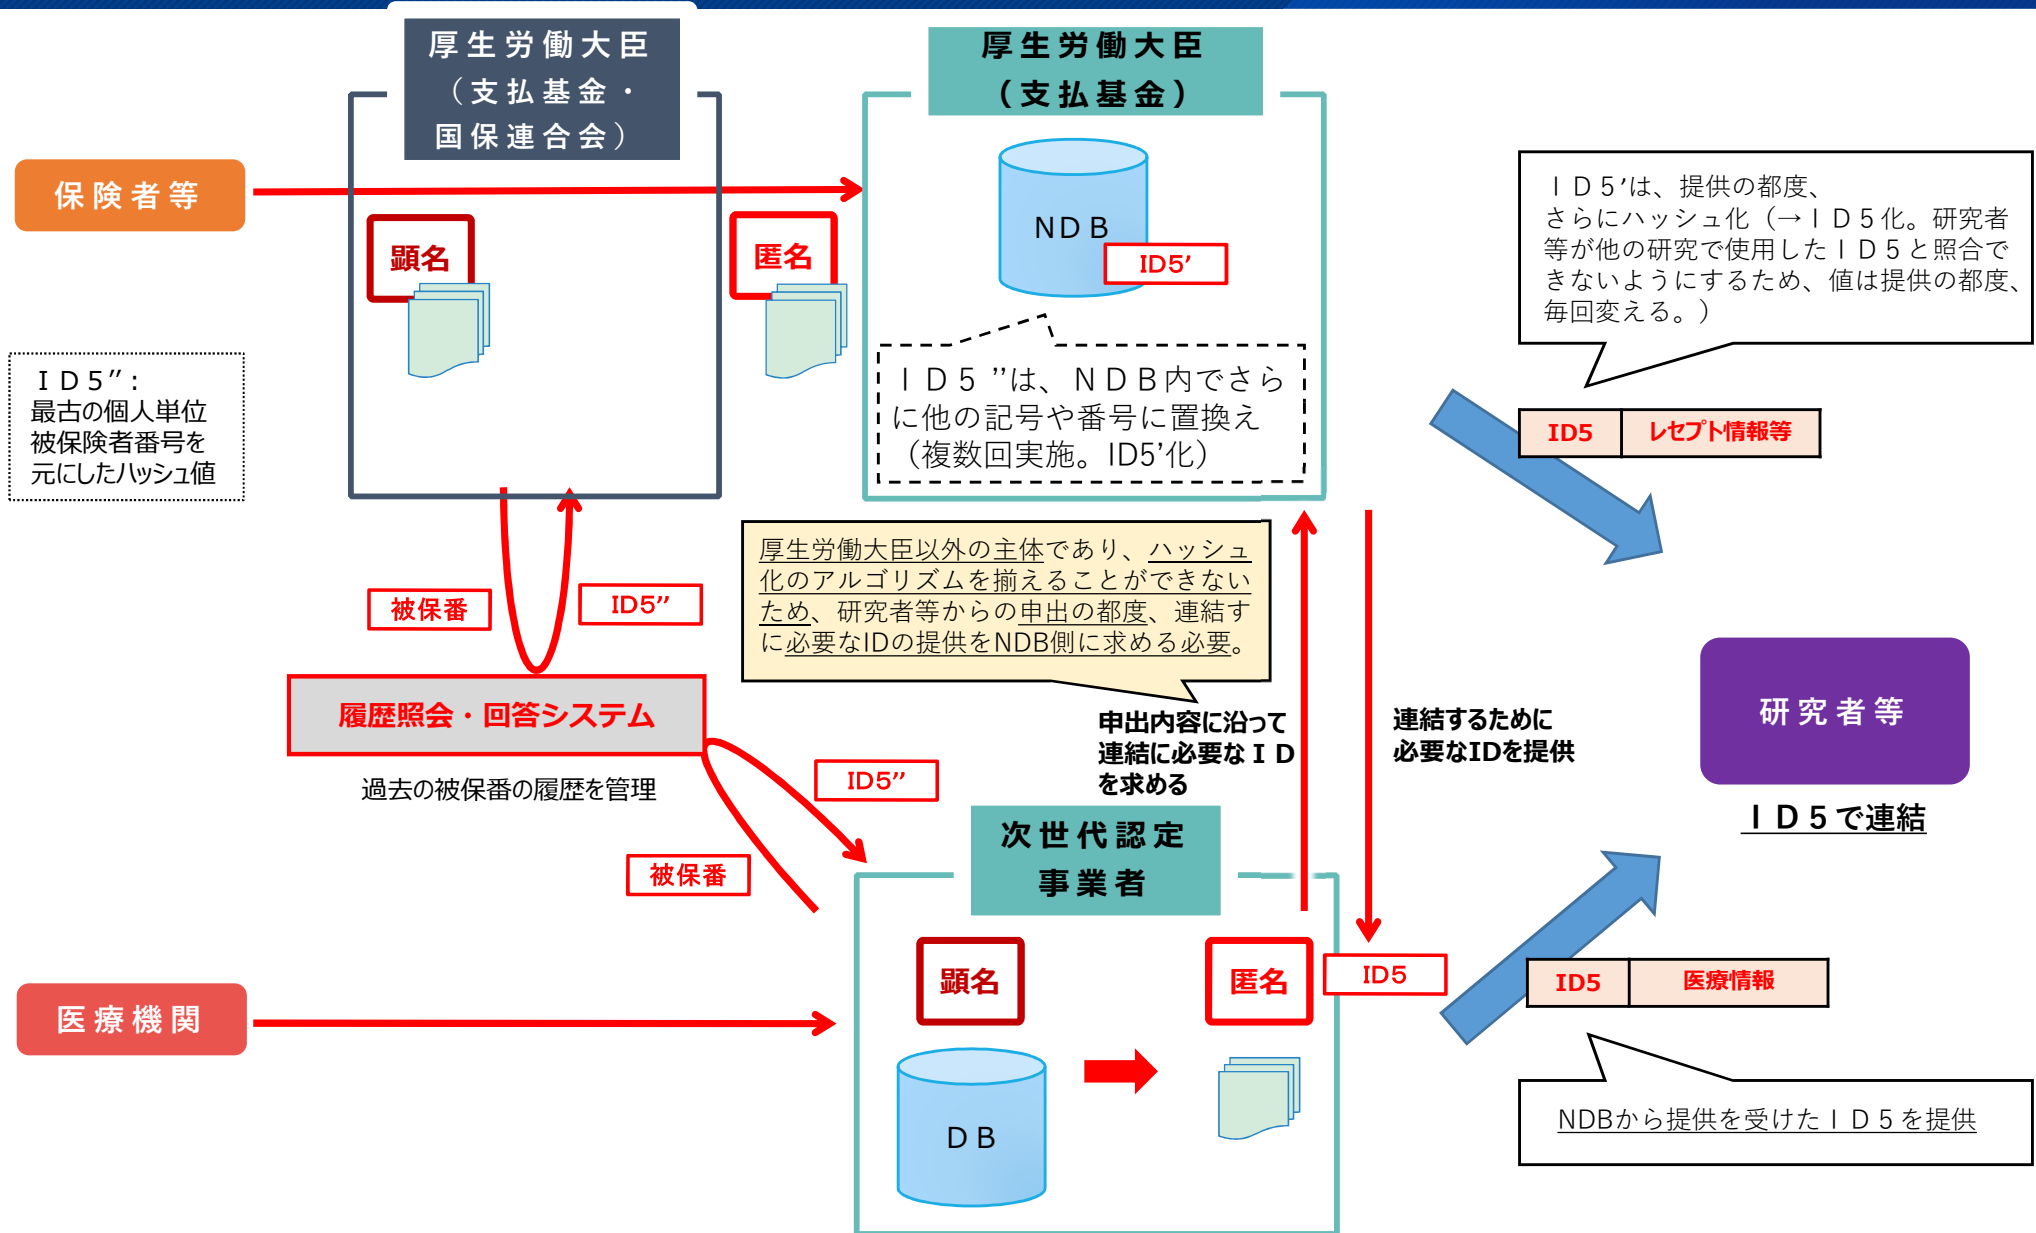 厚生労働大臣
（支払基金・
国保連合会）
厚生労働大臣
（支払基金）
保険者等
顕名
匿名
ＮＤＢ
ID5’
ＩＤ５’は、提供の都度、
さらにハッシュ化（→ＩＤ５化。研究者
等が他の研究で使用したＩＤ５と照合で
きないようにするため、値は提供の都度、
毎回変える。）
ＩＤ５’’：
最古の個人単位
被保険者番号を
元にしたハッシュ値
ＩＤ５’’は、ＮＤＢ内でさら
に他の記号や番号に置換え
（複数回実施。ID5’化）
ID5
レセプト情報等
厚生労働大臣以外の主体であり、ハッシュ
化のアルゴリズムを揃えることができない
ため、研究者等からの申出の都度、連結す
に必要なIDの提供をNDB側に求める必要。
被保番
ID5’’
履歴照会・回答システム
過去の被保番の履歴を管理
ID5’’
被保番
申出内容に沿って
連結に必要なＩＤ
を求める
連結するために
必要なIDを提供
研究者等
ＩＤ５で連結
次世代認定
事業者
医療機関
顕名
匿名
ID5
ＤＢ
ID5
医療情報
NDBから提供を受けたＩＤ５を提供